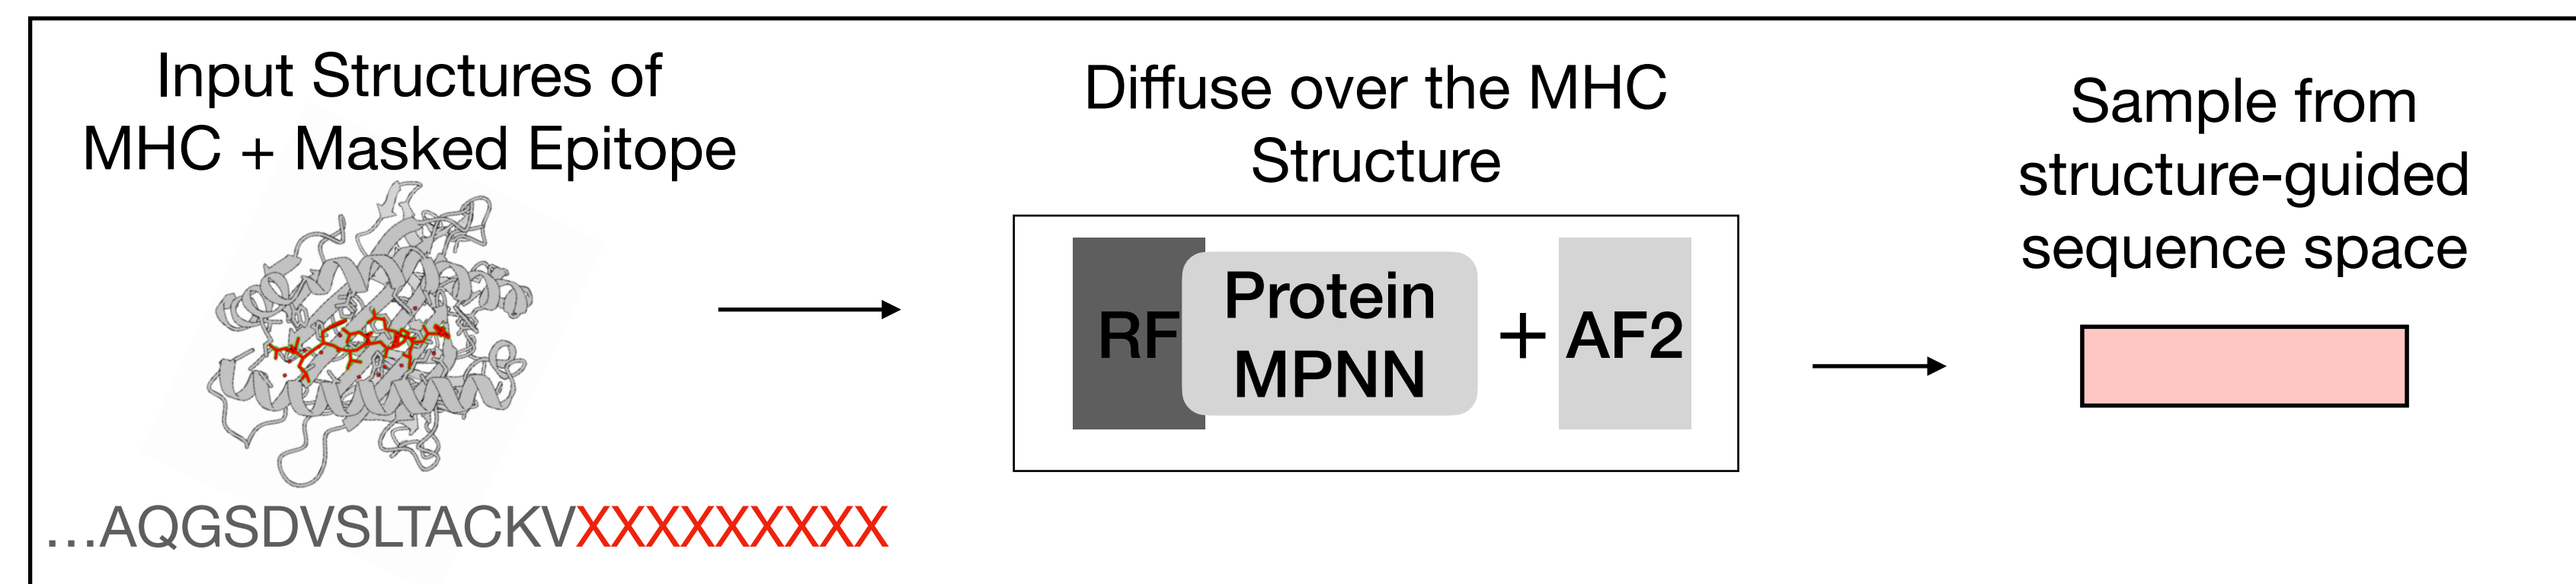 Input Structures of
MHC + Masked Epitope
…AQGSDVSLTACKVXXXXXXXXX
Diffuse over the MHC
Structure
RF
Protein
MPNN
+ AF2
Sample from
structure-guided
sequence space